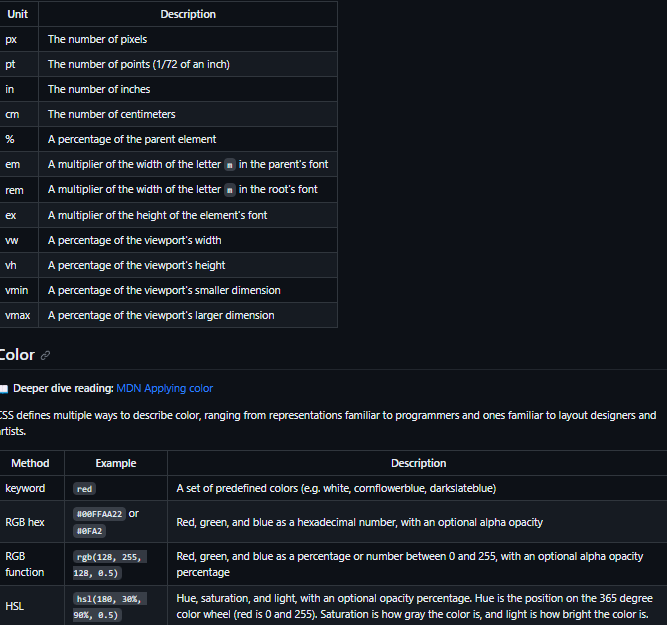 Unit Description
px The number of pixels
pt The number of points (1/72 of an inch)
in The number of inches
cm The number of centimeters
% A percentage of the parent element
em A multiplier of the width of the letter m in the parent's font
rem A multiplier of the width of the letter m in the root's font
ex A multiplier of the height of the element's font
vw A percentage of the viewport's width
vh A percentage of the viewport's height
vmin A percentage of the viewport's smaller dimension
vmax A percentage of the viewport's larger dimension
Color
Deeper dive reading: MDN Applying color
CSS defines multiple ways to describe color, ranging from representations familiar to programmers and ones familiar to layout designers and
artists.
Method Example Description
keyword red A set of predefined colors (e.g. white, cornflowerblue, darkslateblue)
RGB hex #00FFAA22 or #0FA2 Red, green, and blue as a hexadecimal number, with an optional alpha opacity
RGB function rgb(128, 255, 128, 0.5) Red, green, and blue as a percentage or number between 0 and 255, with an optional alpha opacity
percentage
HSL hsl(180, 30%, 90%, 0.5) Hue, saturation, and light, with an optional opacity percentage. Hue is the position on the 365 degree
color wheel (red is 0 and 255). Saturation is how gray the color is, and light is how bright the color is.